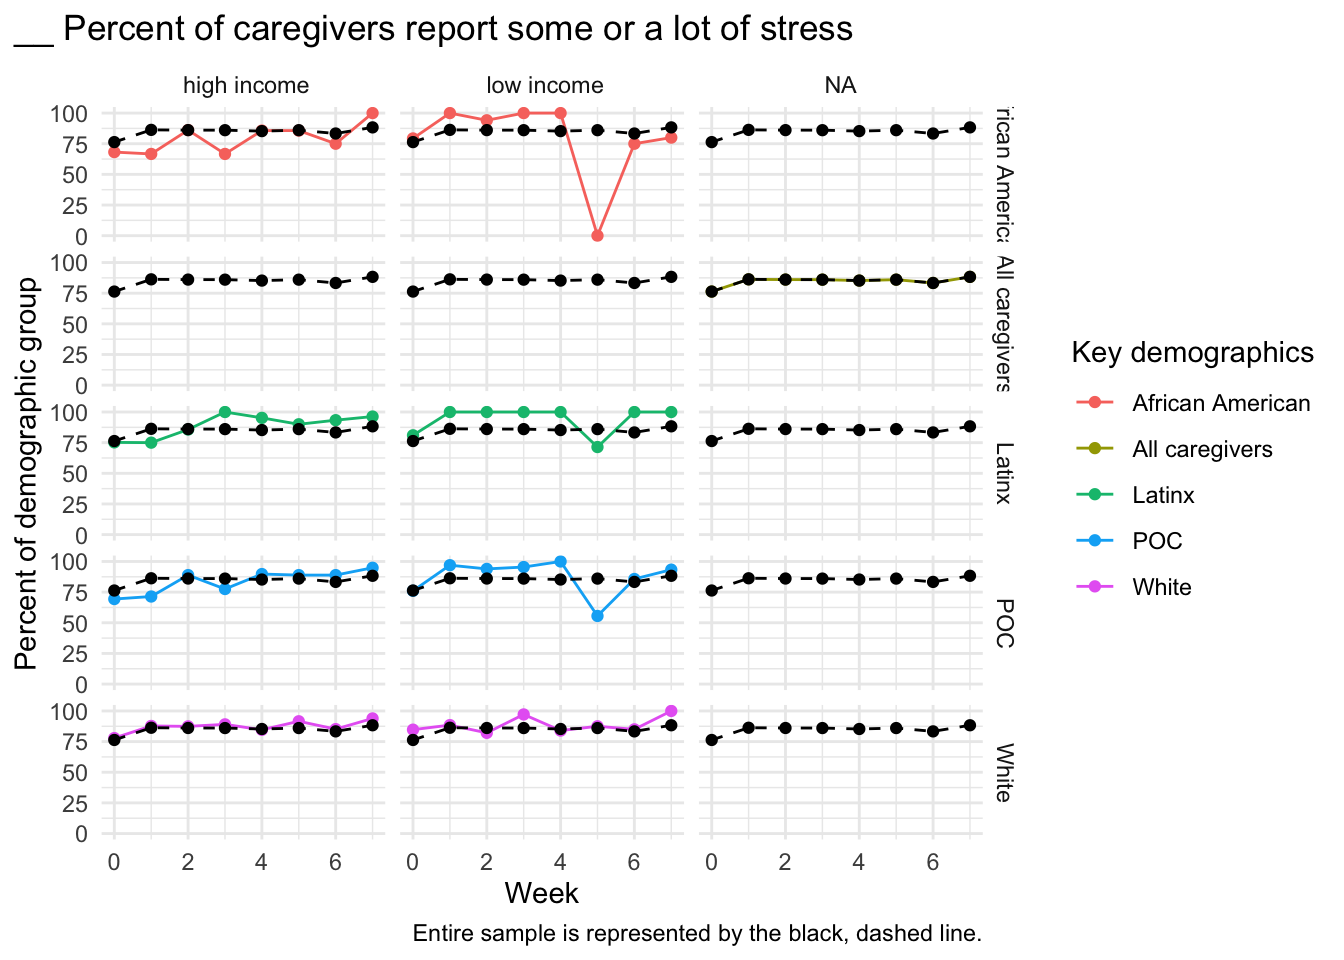 __ Percent of caregivers report some or a lot of stress
high income
low income
NA
100
75
50
25
0
rican Americ
100
75
50
25
0
All caregivers
100
75
50
25
0
Latinx
100
75
50
25
0
POC
100
75
50
25
0
White
0 2 4 6
0 2 4 6
0 2 4 6
Percent of demographic group
Week
Key demographics
African American
All caregivers
Latinx
POC
White
Entire sample is represented by the black, dashed line.